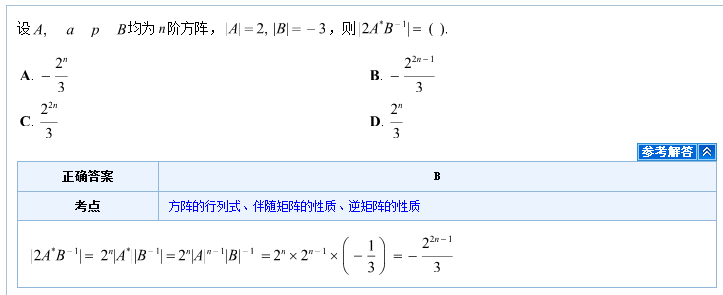 设 A, a p B均为 n 阶方阵，|A| = 2, |B| = − 3，则|2A*B⁻¹| = ( ).
A. − 2ⁿ/3 B. − 2²ⁿ⁻¹/3
C. 2²ⁿ/3 D. 2ⁿ/3
参考解答
正确答案 B
考点 方阵的行列式、伴随矩阵的性质、逆矩阵的性质
|2A*B⁻¹| = 2ⁿ|A*||B⁻¹| = 2ⁿ|A|ⁿ⁻¹|B|⁻¹ = 2ⁿ × 2ⁿ⁻¹ × (− 1/3) = − 2²ⁿ⁻¹/3